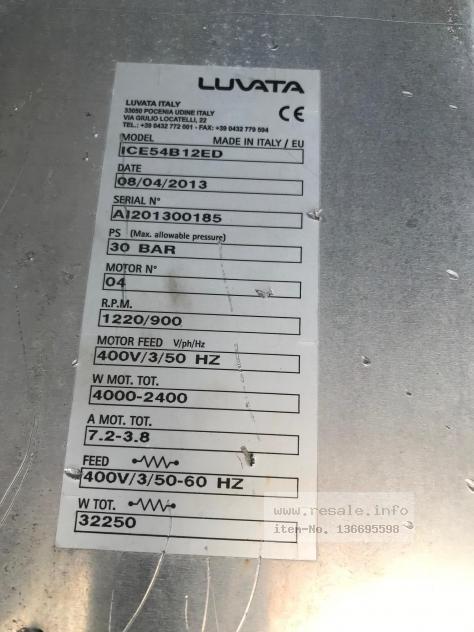 LUVATA
LUVATA ITALY
33050 POCENIA UDINE ITALY
VIA GIULIO LOCATELLI, 22
TEL.: +39 0432 772 001 - FAX: +39 0432 779 594
CE
MODEL MADE IN ITALY / EU
ICE54B12ED
DATE
08/04/2013
SERIAL N°
AI201300185
PS (Max. allowable pressure)
30 BAR
MOTOR N°
04
R.P.M.
1220/900
MOTOR FEED V/ph/Hz
400V/3/50 HZ
W MOT. TOT.
4000-2400
A MOT. TOT.
7.2-3.8
FEED
400V/3/50-60 HZ
W TOT.
32250
www.resale.info
item-No. 136695598